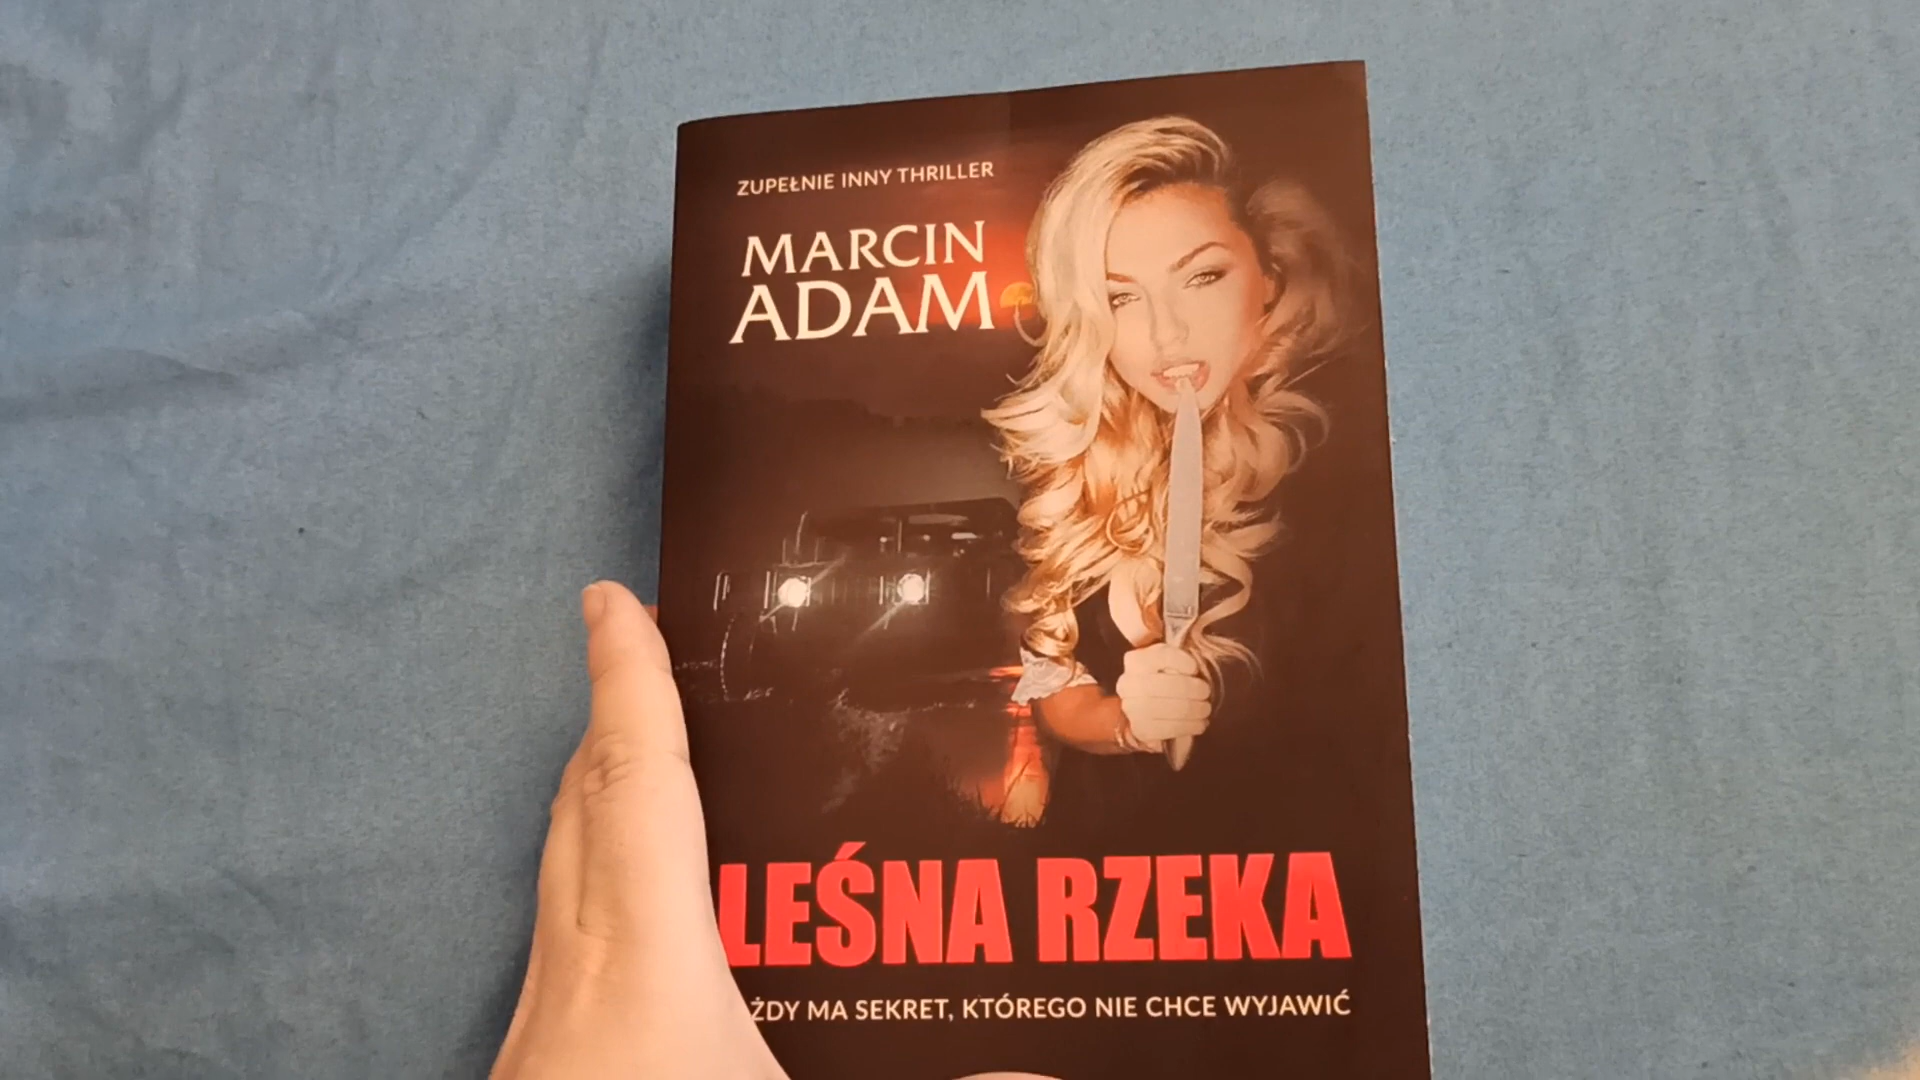 ZUPEŁNIE INNY THRILLER
MARCIN
ADAM
LEŚNA RZEKA
MA SEKRET, KTÓREGO NIE CHCE WYJAWIĆ